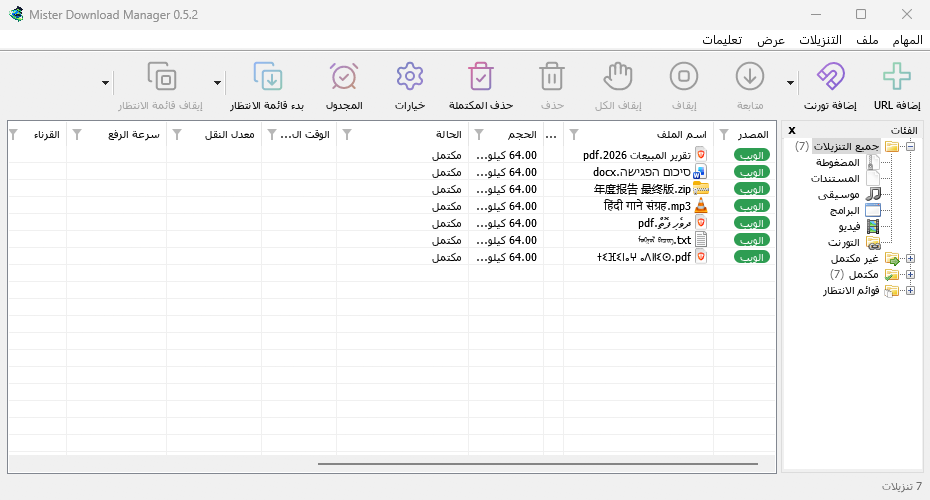 Mister Download Manager 0.5.2
المهام ملف التنزيلات عرض تعليمات
إضافة URL إضافة تورنت متابعة إيقاف إيقاف الكل حذف حذف المكتملة خيارات المجدول بدء قائمة الانتظار إيقاف قائمة الانتظار
الفئات x
جميع التنزيلات (7)
المضغوطة
المستندات
موسيقى
البرامج
فيديو
التورنت
غير مكتمل
مكتمل (7)
قوائم الانتظار
المصدر اسم الملف ... الحجم الحالة الوقت ال... معدل النقل سرعة الرفع القرناء
الويب تقرير المبيعات 2026.pdf 64.00 كيلو... مكتمل
الويب סיכום הפגישה.docx 64.00 كيلو... مكتمل
الويب 年度报告 最终版.zip 64.00 كيلو... مكتمل
الويب हिंदी गाने संग्रह.mp3 64.00 كيلو... مكتمل
الويب .pdf 64.00 كيلو... مكتمل
الويب .txt 64.00 كيلو... مكتمل
الويب .pdf 64.00 كيلو... مكتمل
7 تنزيلات